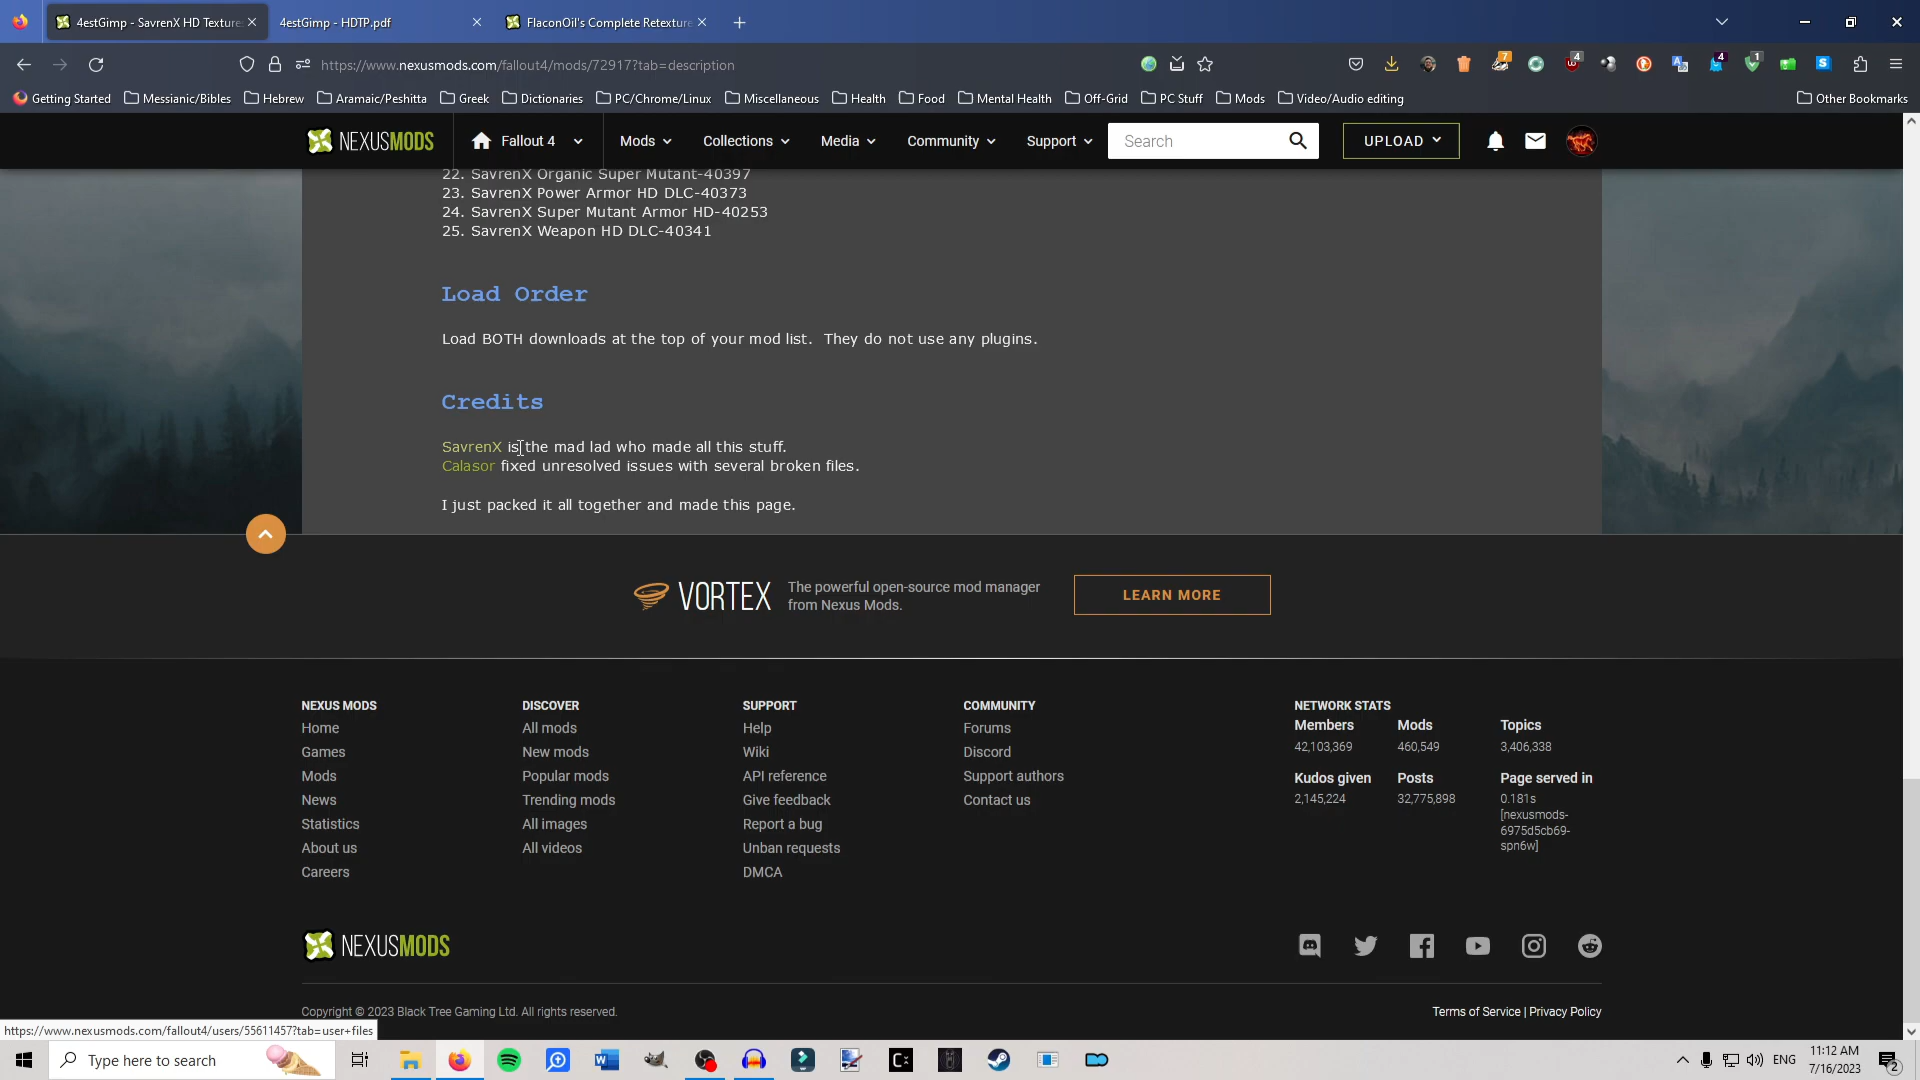 4estGimp - SavrenX HD Texture
4estGimp - HDTP.pdf
FlaconOil's Complete Retexture
https://www.nexusmods.com/fallout4/mods/72917?tab=description
Getting Started
Messianic/Bibles
Hebrew
Aramaic/Peshitta
Greek
Dictionaries
PC/Chrome/Linux
Miscellaneous
Health
Food
Mental Health
Off-Grid
PC Stuff
Mods
Video/Audio editing
Other Bookmarks
NEXUSMODS
Fallout 4
Mods
Collections
Media
Community
Support
Search
UPLOAD
22. SavrenX Organic Super Mutant-40397
23. SavrenX Power Armor HD DLC-40373
24. SavrenX Super Mutant Armor HD-40253
25. SavrenX Weapon HD DLC-40341
Load Order
Load BOTH downloads at the top of your mod list.  They do not use any plugins.
Credits
SavrenX is the mad lad who made all this stuff.
Calasor fixed unresolved issues with several broken files.
I just packed it all together and made this page.
VORTEX
The powerful open-source mod manager
from Nexus Mods.
LEARN MORE
NEXUS MODS
Home
Games
Mods
News
Statistics
About us
Careers
DISCOVER
All mods
New mods
Popular mods
Trending mods
All images
All videos
SUPPORT
Help
Wiki
API reference
Give feedback
Report a bug
Unban requests
DMCA
COMMUNITY
Forums
Discord
Support authors
Contact us
NETWORK STATS
Members
42,103,369
Mods
460,549
Topics
3,406,338
Kudos given
2,145,224
Posts
32,775,898
Page served in
0.181s
[nexusmods-
6975d5cb69-
spn6w]
NEXUSMODS
Copyright © 2023 Black Tree Gaming Ltd. All rights reserved.
Terms of Service | Privacy Policy
https://www.nexusmods.com/fallout4/users/55611457?tab=user+files
Type here to search
ENG
11:12 AM
7/16/2023
2